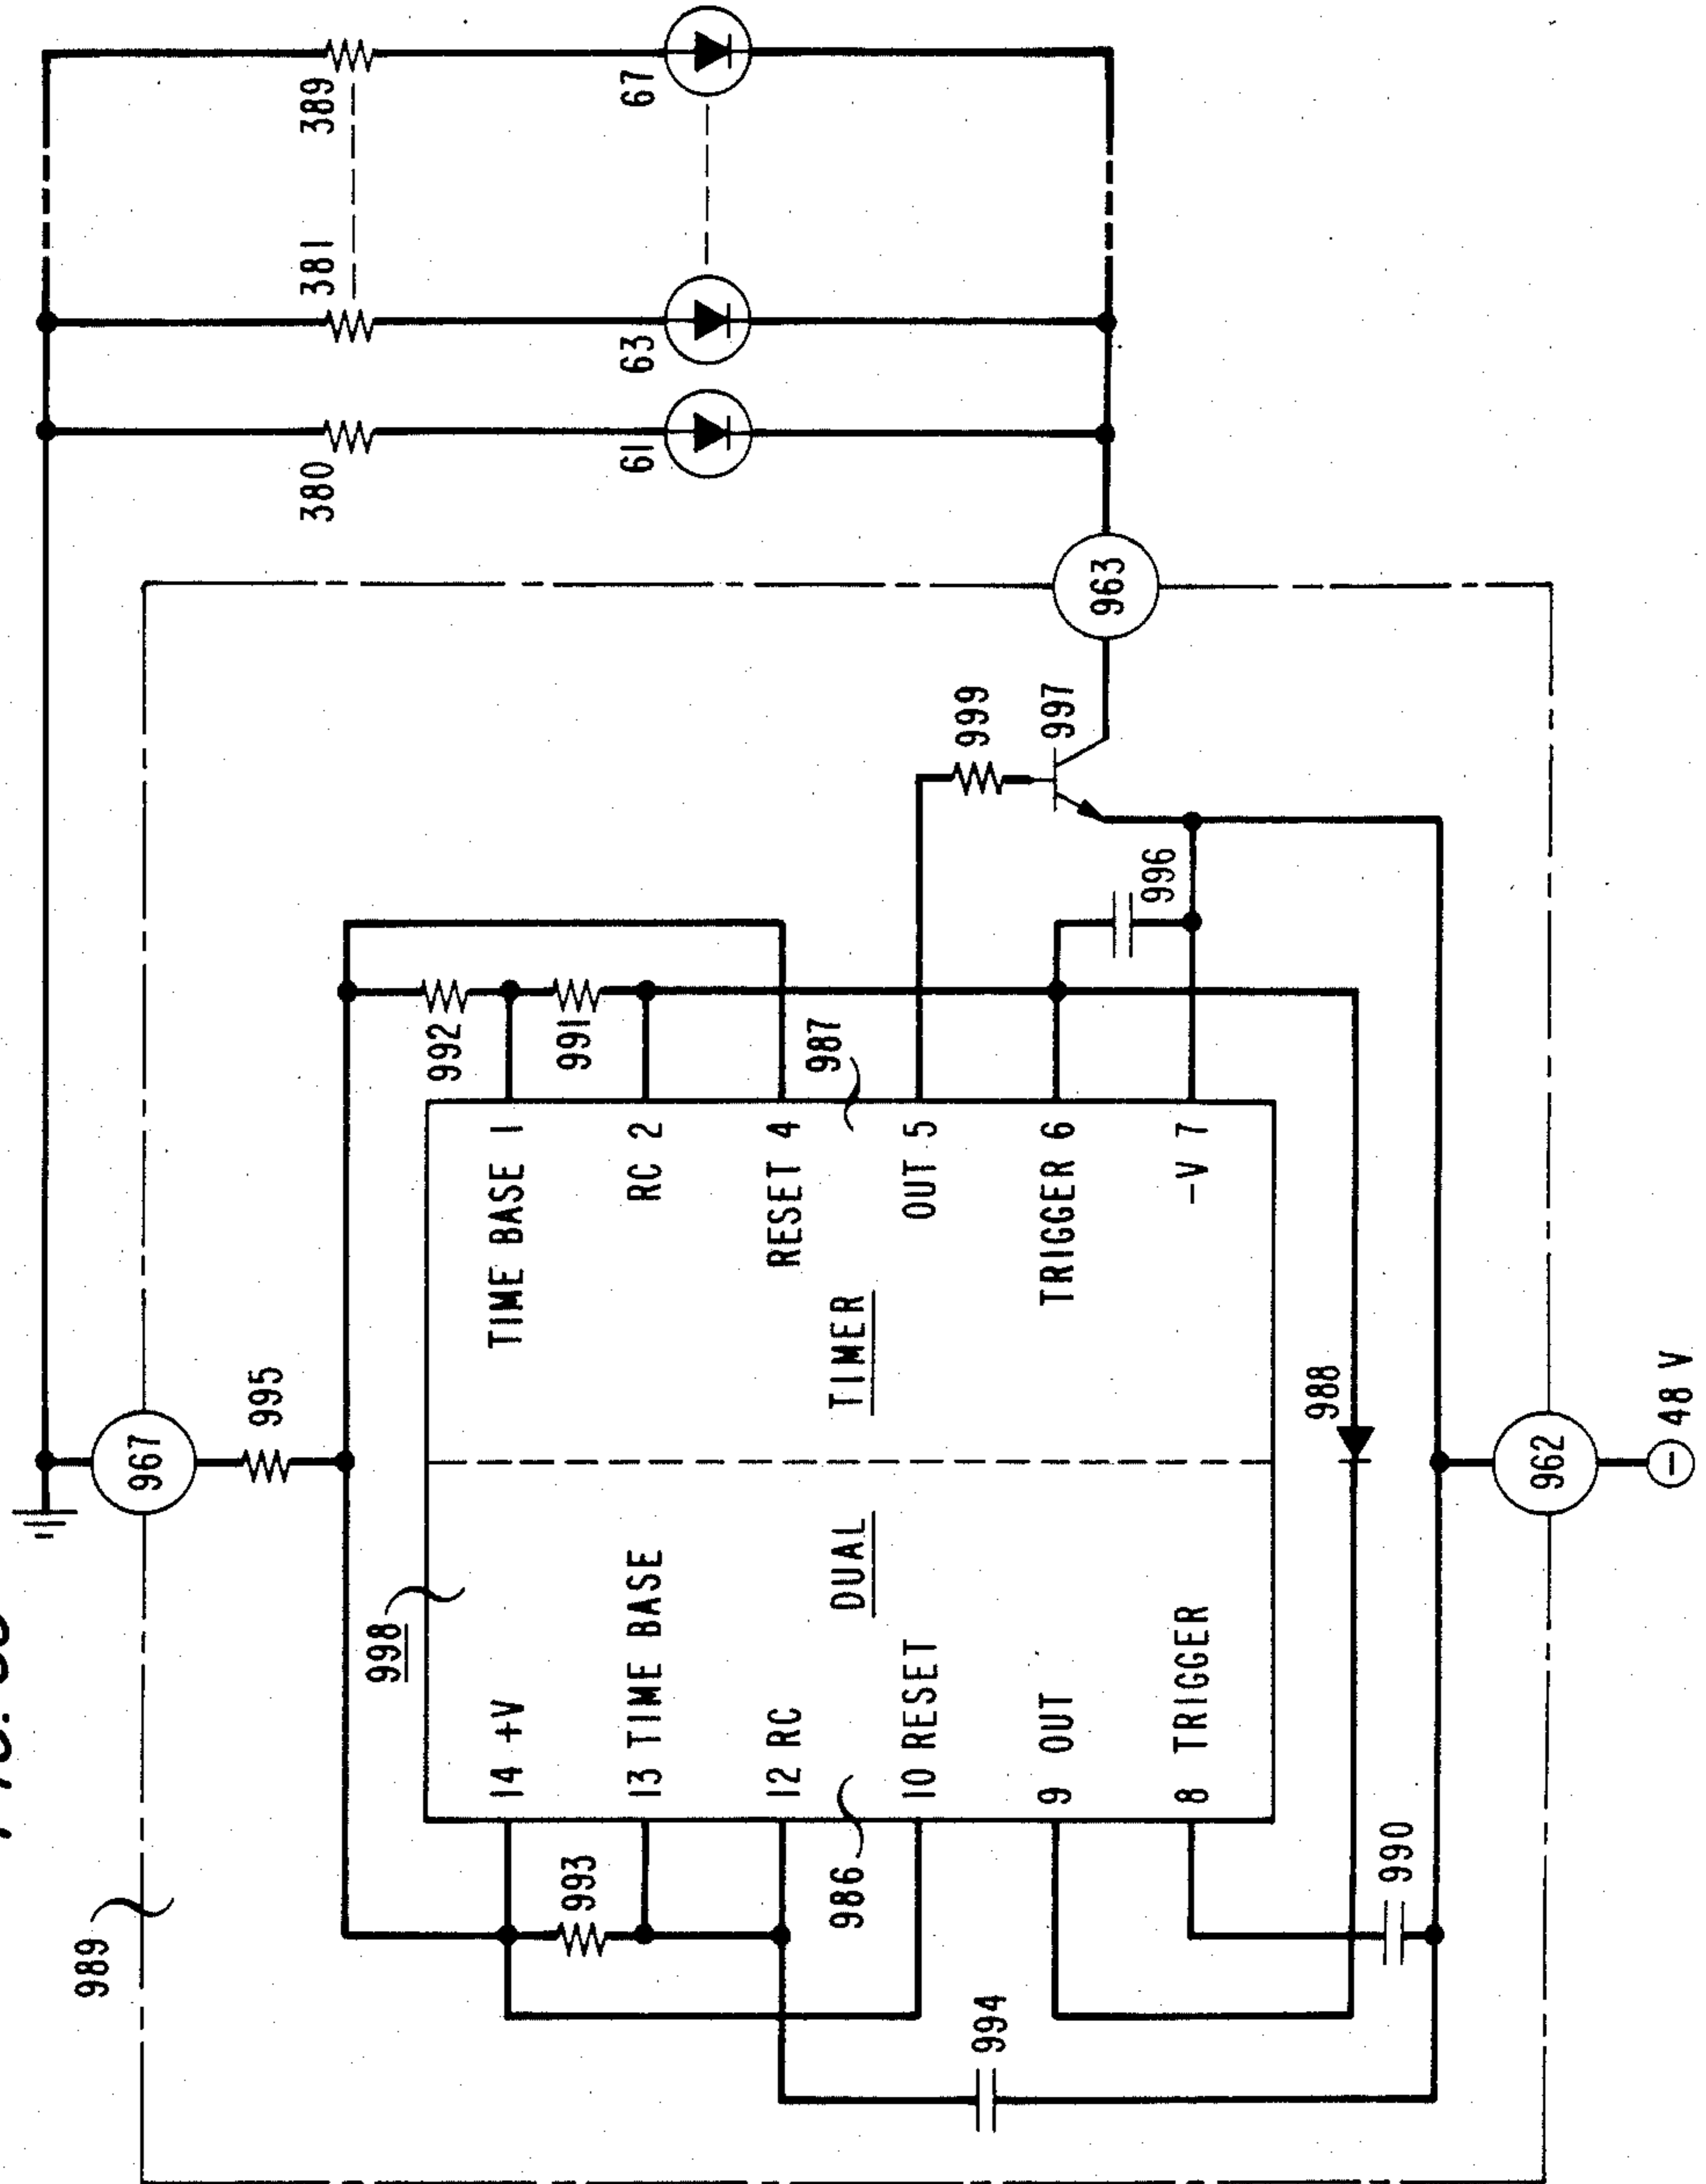 989
967
995
380
381
389
61
63
67
998
992
991
993
14 +V
13 TIME BASE
12 RC
10 RESET
9 OUT
8 TRIGGER
DUAL
TIMER
TIME BASE 1
RC 2
RESET 4
OUT 5
TRIGGER 6
-V 7
986
987
994
990
988
996
999
997
963
962
− 48 V